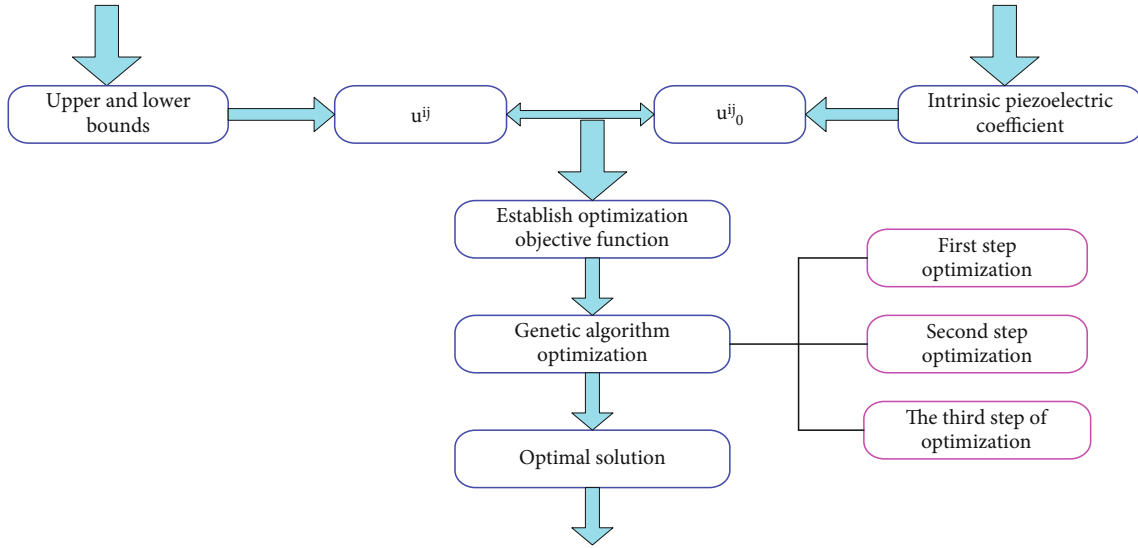 Upper and lower
bounds
u^ij
u^ij_0
Intrinsic piezoelectric
coefficient
Establish optimization
objective function
First step
optimization
Genetic algorithm
optimization
Second step
optimization
The third step of
optimization
Optimal solution